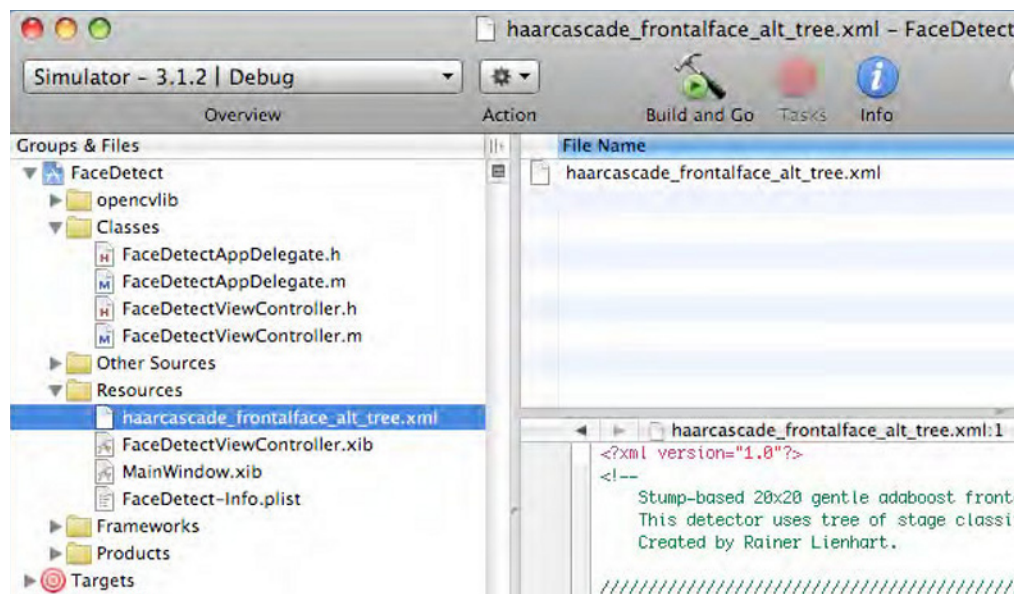 haarcascade_frontalface_alt_tree.xml – FaceDetect
Simulator – 3.1.2 | Debug
Overview
Action
Build and Go
Tasks
Info
Groups & Files
FaceDetect
opencvlib
Classes
FaceDetectAppDelegate.h
FaceDetectAppDelegate.m
FaceDetectViewController.h
FaceDetectViewController.m
Other Sources
Resources
haarcascade_frontalface_alt_tree.xml
FaceDetectViewController.xib
MainWindow.xib
FaceDetect-Info.plist
Frameworks
Products
Targets
File Name
haarcascade_frontalface_alt_tree.xml
haarcascade_frontalface_alt_tree.xml:1
<?xml version="1.0"?>
<!--
Stump-based 20x20 gentle adaboost front
This detector uses tree of stage classi
Created by Rainer Lienhart.
////////////////////////////////////////